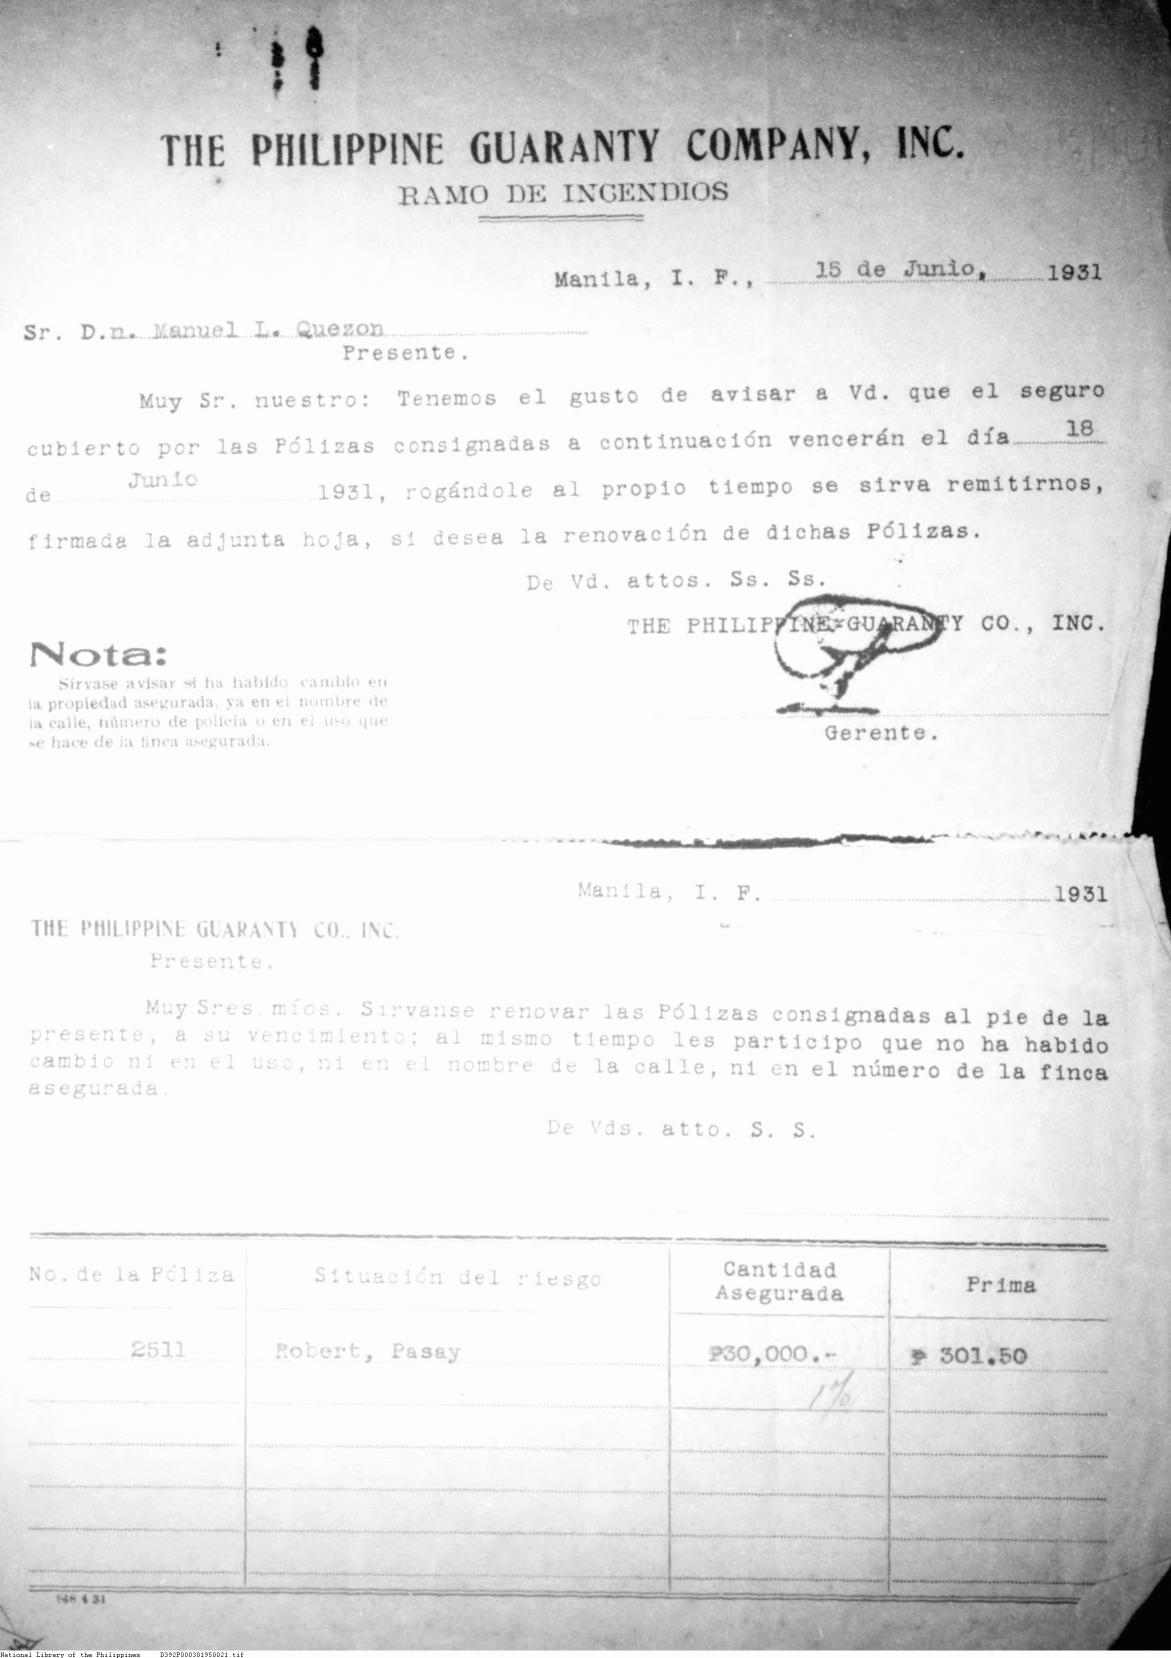 THE PHILIPPINE GUARANTY COMPANY, INC.
RAMO DE INCENDIOS
Manila, I. F., 15 de Junio, 1931
Sr. D.n. Manuel L. Quezon
Presente.
Muy Sr. nuestro: Tenemos el gusto de avisar a Vd. que el seguro
cubierto por las Pólizas consignadas a continuación vencerán el día 18
de Junio 1931, rogándole al propio tiempo se sirva remitirnos,
firmada la adjunta hoja, si desea la renovación de dichas Pólizas.
De Vd. attos. Ss. Ss.
THE PHILIPPINE GUARANTY CO., INC.
Gerente.
Nota:
Sírvase avisar si ha habido cambio en
la propiedad asegurada, ya en el nombre de
la calle, número de policía o en el uso que
se hace de la finca asegurada.
Manila, I. F. 1931
THE PHILIPPINE GUARANTY CO., INC.
Presente.
Muy Sres míos. Sírvanse renovar las Pólizas consignadas al pie de la
presente, a su vencimiento; al mismo tiempo les participo que no ha habido
cambio ni en el uso, ni en el nombre de la calle, ni en el número de la finca
asegurada.
De Vds. atto. S. S.
No. de la Póliza Situación del riesgo Cantidad Asegurada Prima
2511 Robert, Pasay ₱30,000.- ₱ 301.50
1%
948 4 31
National Library of the Philippines D392P000301950021.tif